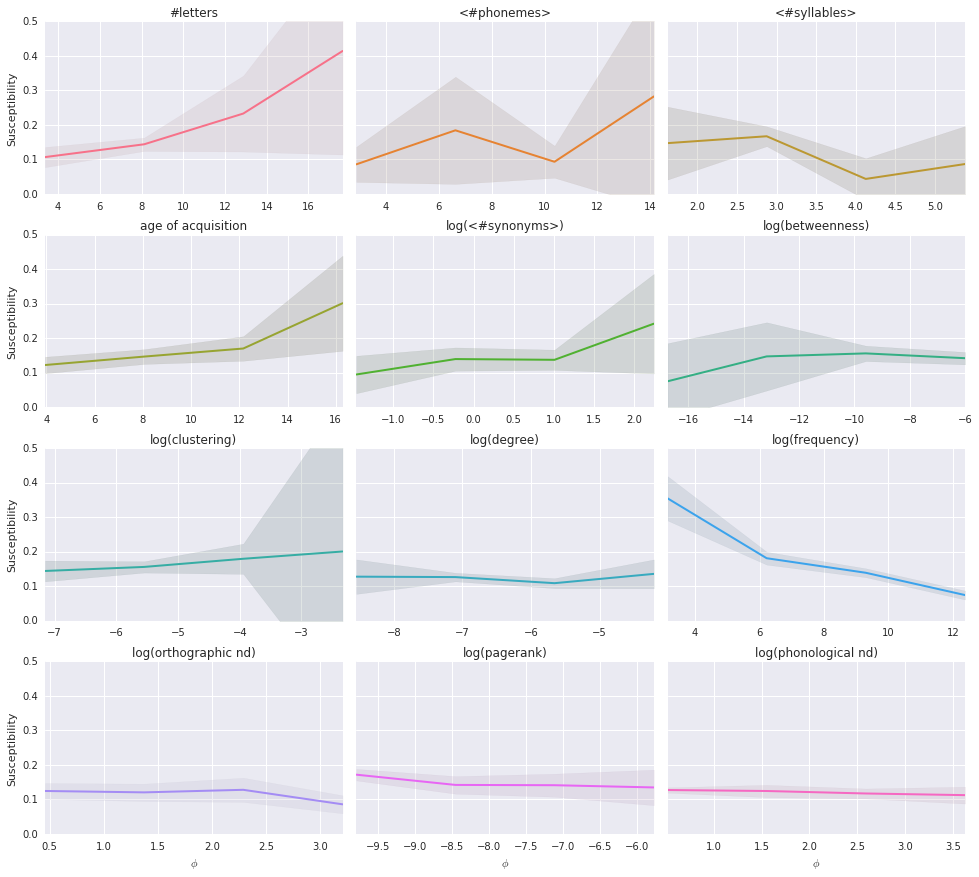 #letters <#phonemes> <#syllables>
Susceptibility
0.5
0.4
0.3
0.2
0.1
0.0
4 6 8 10 12 14 16
4 6 8 10 12 14
2.0 2.5 3.0 3.5 4.0 4.5 5.0
age of acquisition log(<#synonyms>) log(betweenness)
Susceptibility
0.5
0.4
0.3
0.2
0.1
0.0
4 6 8 10 12 14 16
−1.0 −0.5 0.0 0.5 1.0 1.5 2.0
−16 −14 −12 −10 −8 −6
log(clustering) log(degree) log(frequency)
Susceptibility
0.5
0.4
0.3
0.2
0.1
0.0
−7 −6 −5 −4 −3
−8 −7 −6 −5
4 6 8 10 12
log(orthographic nd) log(pagerank) log(phonological nd)
Susceptibility
0.5
0.4
0.3
0.2
0.1
0.0
0.5 1.0 1.5 2.0 2.5 3.0
−9.5 −9.0 −8.5 −8.0 −7.5 −7.0 −6.5 −6.0
1.0 1.5 2.0 2.5 3.0 3.5
ϕ ϕ ϕ